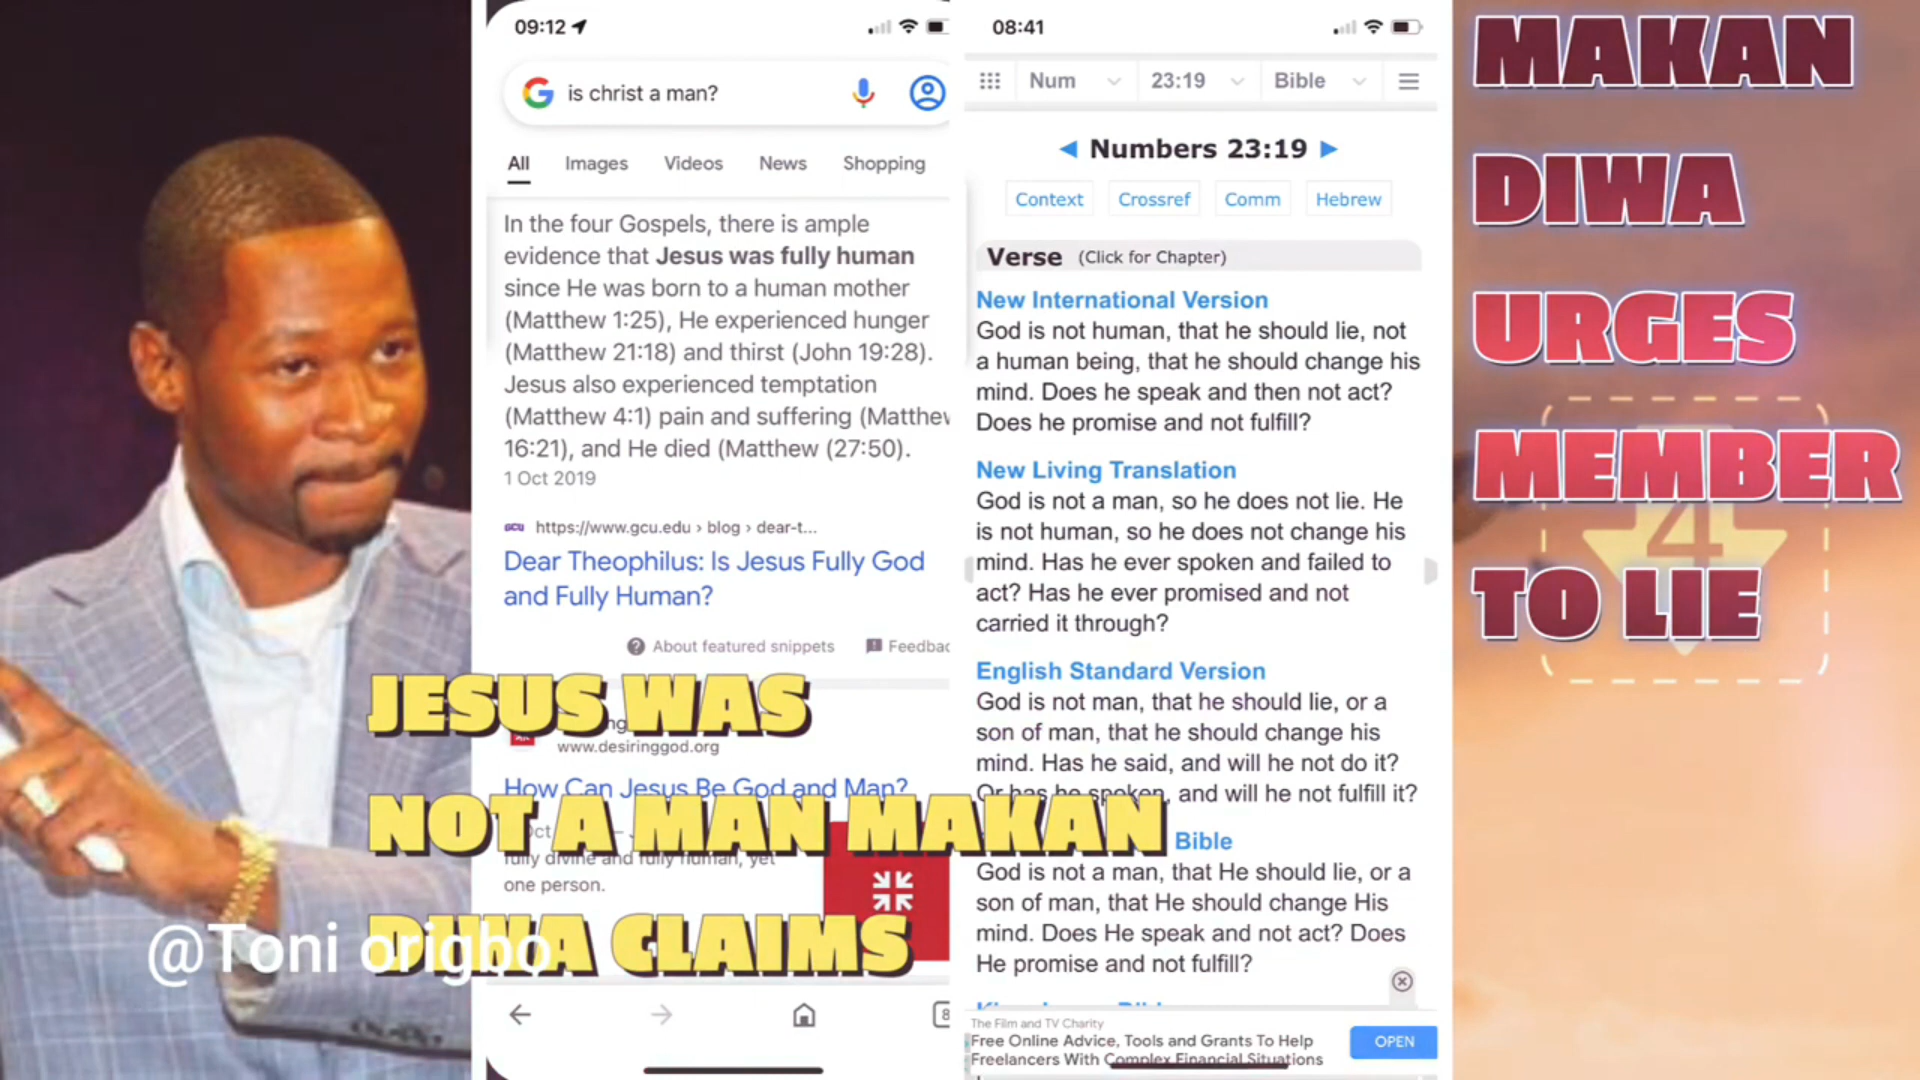 09:12
is christ a man?
All Images Videos News Shopping
In the four Gospels, there is ample
evidence that Jesus was fully human
since He was born to a human mother
(Matthew 1:25), He experienced hunger
(Matthew 21:18) and thirst (John 19:28).
Jesus also experienced temptation
(Matthew 4:1) pain and suffering (Matthew
16:21), and He died (Matthew (27:50).
1 Oct 2019
GCU https://www.gcu.edu › blog › dear-t...
Dear Theophilus: Is Jesus Fully God
and Fully Human?
About featured snippets Feedbac
www.desiringgod.org
How Can Jesus Be God and Man?
fully divine and fully human, yet
one person.
8
JESUS WAS
NOT A MAN MAKAN
DIWA CLAIMS
@Toni origbo
08:41
Num 23:19 Bible
Numbers 23:19
Context Crossref Comm Hebrew
Verse (Click for Chapter)
New International Version
God is not human, that he should lie, not
a human being, that he should change his
mind. Does he speak and then not act?
Does he promise and not fulfill?
New Living Translation
God is not a man, so he does not lie. He
is not human, so he does not change his
mind. Has he ever spoken and failed to
act? Has he ever promised and not
carried it through?
English Standard Version
God is not man, that he should lie, or a
son of man, that he should change his
mind. Has he said, and will he not do it?
Or has he spoken, and will he not fulfill it?
Bible
God is not a man, that He should lie, or a
son of man, that He should change His
mind. Does He speak and not act? Does
He promise and not fulfill?
The Film and TV Charity
Free Online Advice, Tools and Grants To Help
Freelancers With Complex Financial Situations
OPEN
MAKAN
DIWA
URGES
MEMBER
4
TO LIE